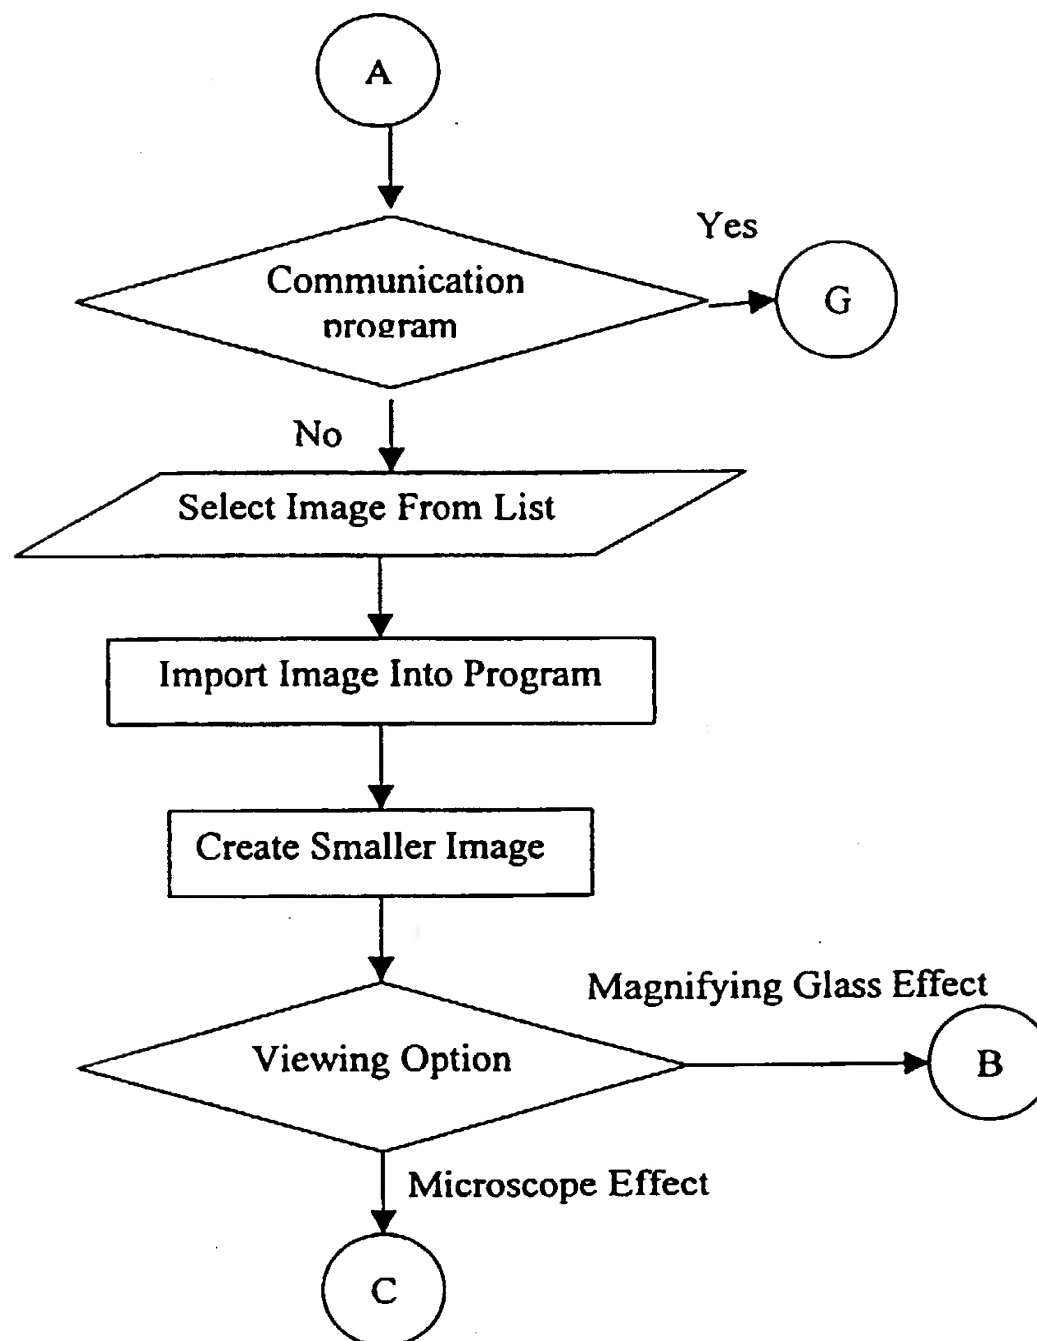 A
Yes
Communication
program
G
No
Select Image From List
Import Image Into Program
Create Smaller Image
Magnifying Glass Effect
Viewing Option
B
Microscope Effect
C